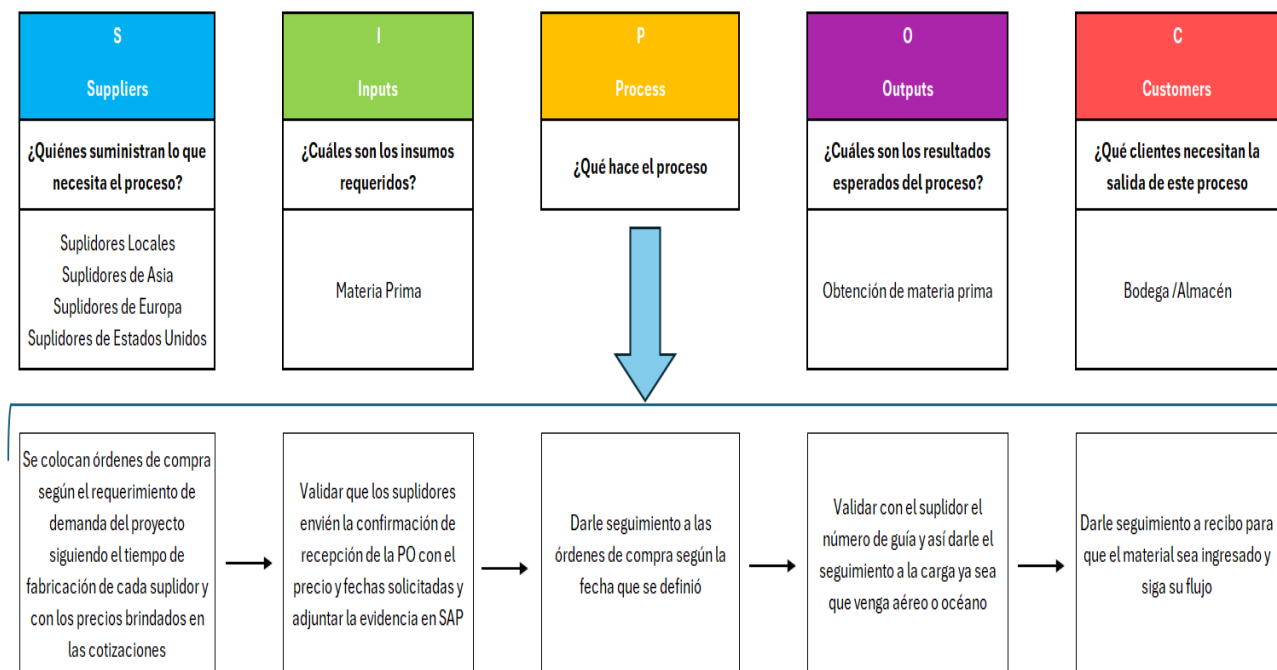 S
Suppliers
I
Inputs
P
Process
O
Outputs
C
Customers
¿Quiénes suministran lo que
necesita el proceso?
¿Cuáles son los insumos
requeridos?
¿Qué hace el proceso
¿Cuáles son los resultados
esperados del proceso?
¿Qué clientes necesitan la
salida de este proceso
Suplidores Locales
Suplidores de Asia
Suplidores de Europa
Suplidores de Estados Unidos
Materia Prima
Obtención de materia prima
Bodega /Almacén
Se colocan órdenes de compra
según el requerimiento de
demanda del proyecto
siguiendo el tiempo de
fabricación de cada suplidor y
con los precios brindados en
las cotizaciones
Validar que los suplidores
envién la confirmación de
recepción de la PO con el
precio y fechas solicitadas y
adjuntar la evidencia en SAP
Darle seguimiento a las
órdenes de compra según la
fecha que se definió
Validar con el suplidor el
número de guía y así darle el
seguimiento a la carga ya sea
que venga aéreo o océano
Darle seguimiento a recibo para
que el material sea ingresado y
siga su flujo